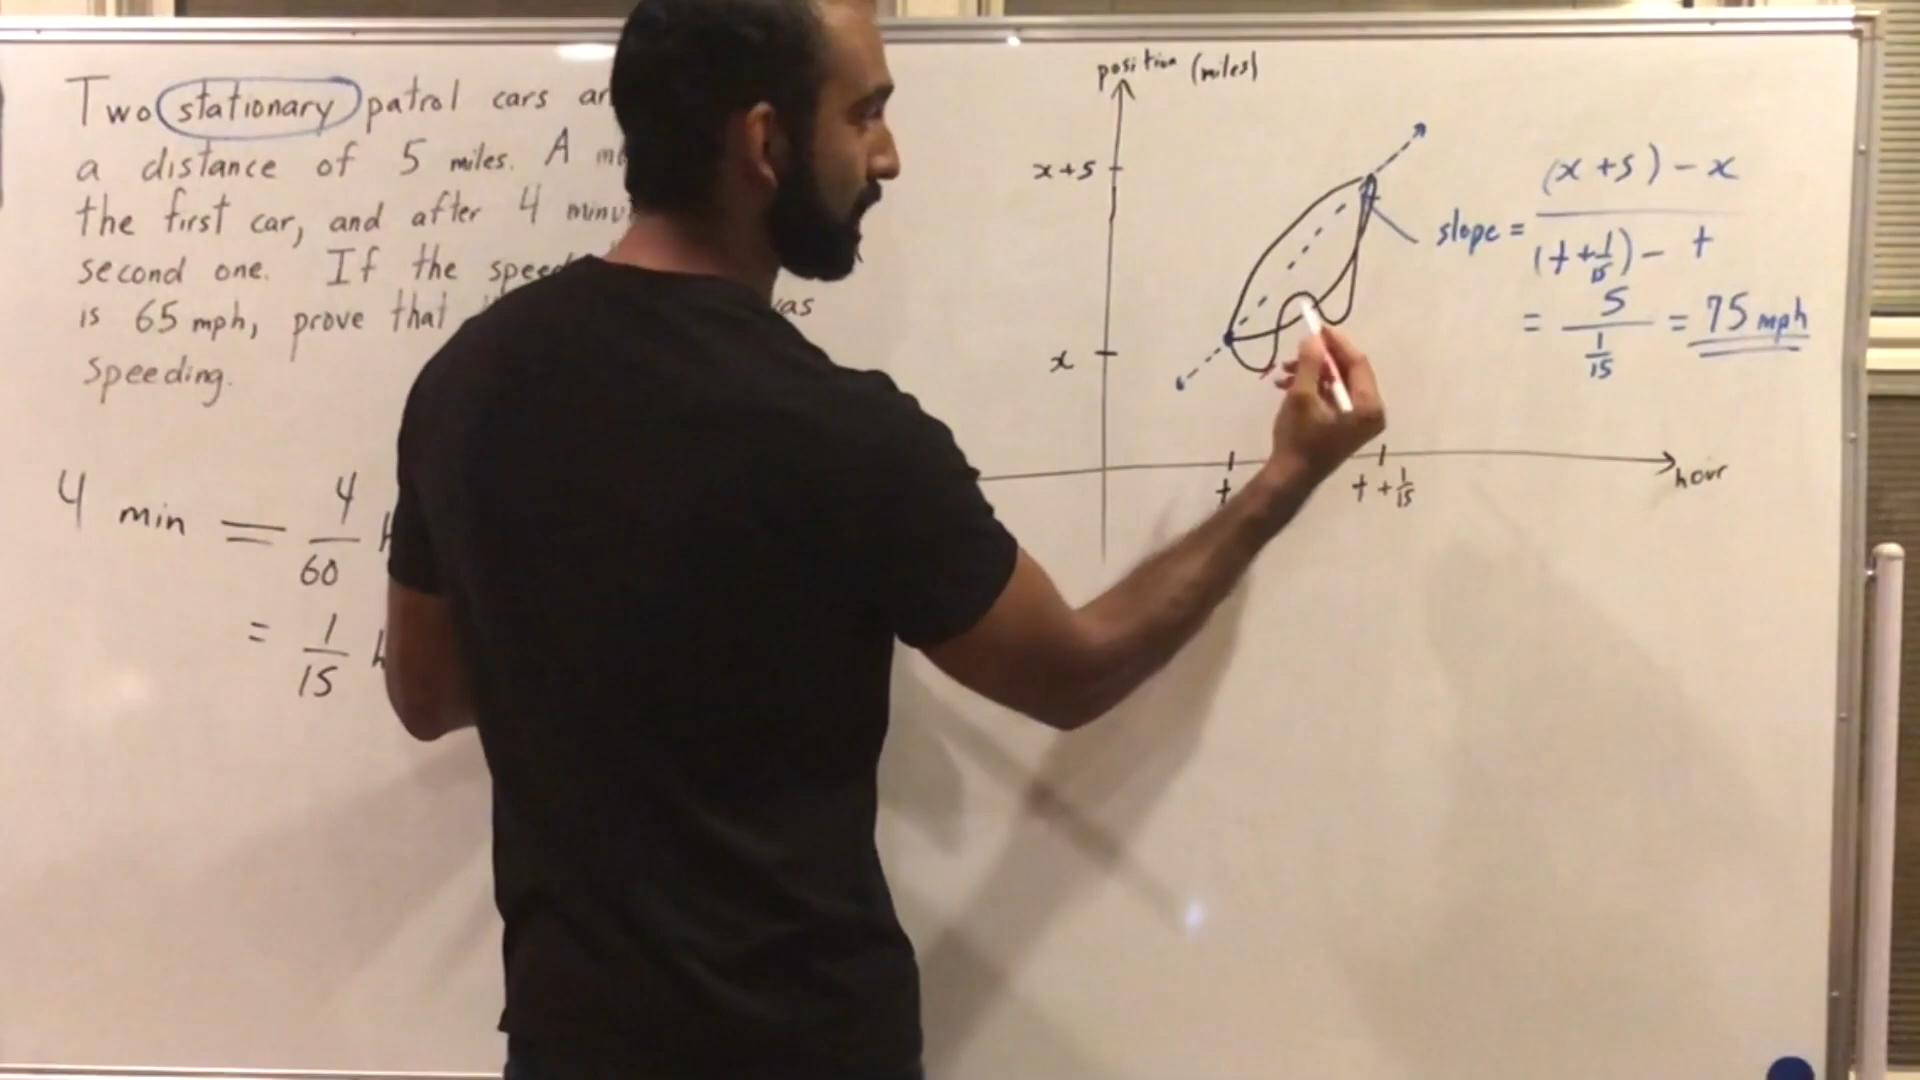 Two stationary patrol cars
a distance of 5 miles. A
the first car, and after 4
second one. If the
is 65 mph, prove that
speeding.
4 min = 4/60
= 1/15
position (miles)
x+5
x
t
t + 1/15
hour
slope = (x+5) - x / (t+1/15) - t
= 5 / 1/15 = 75 mph